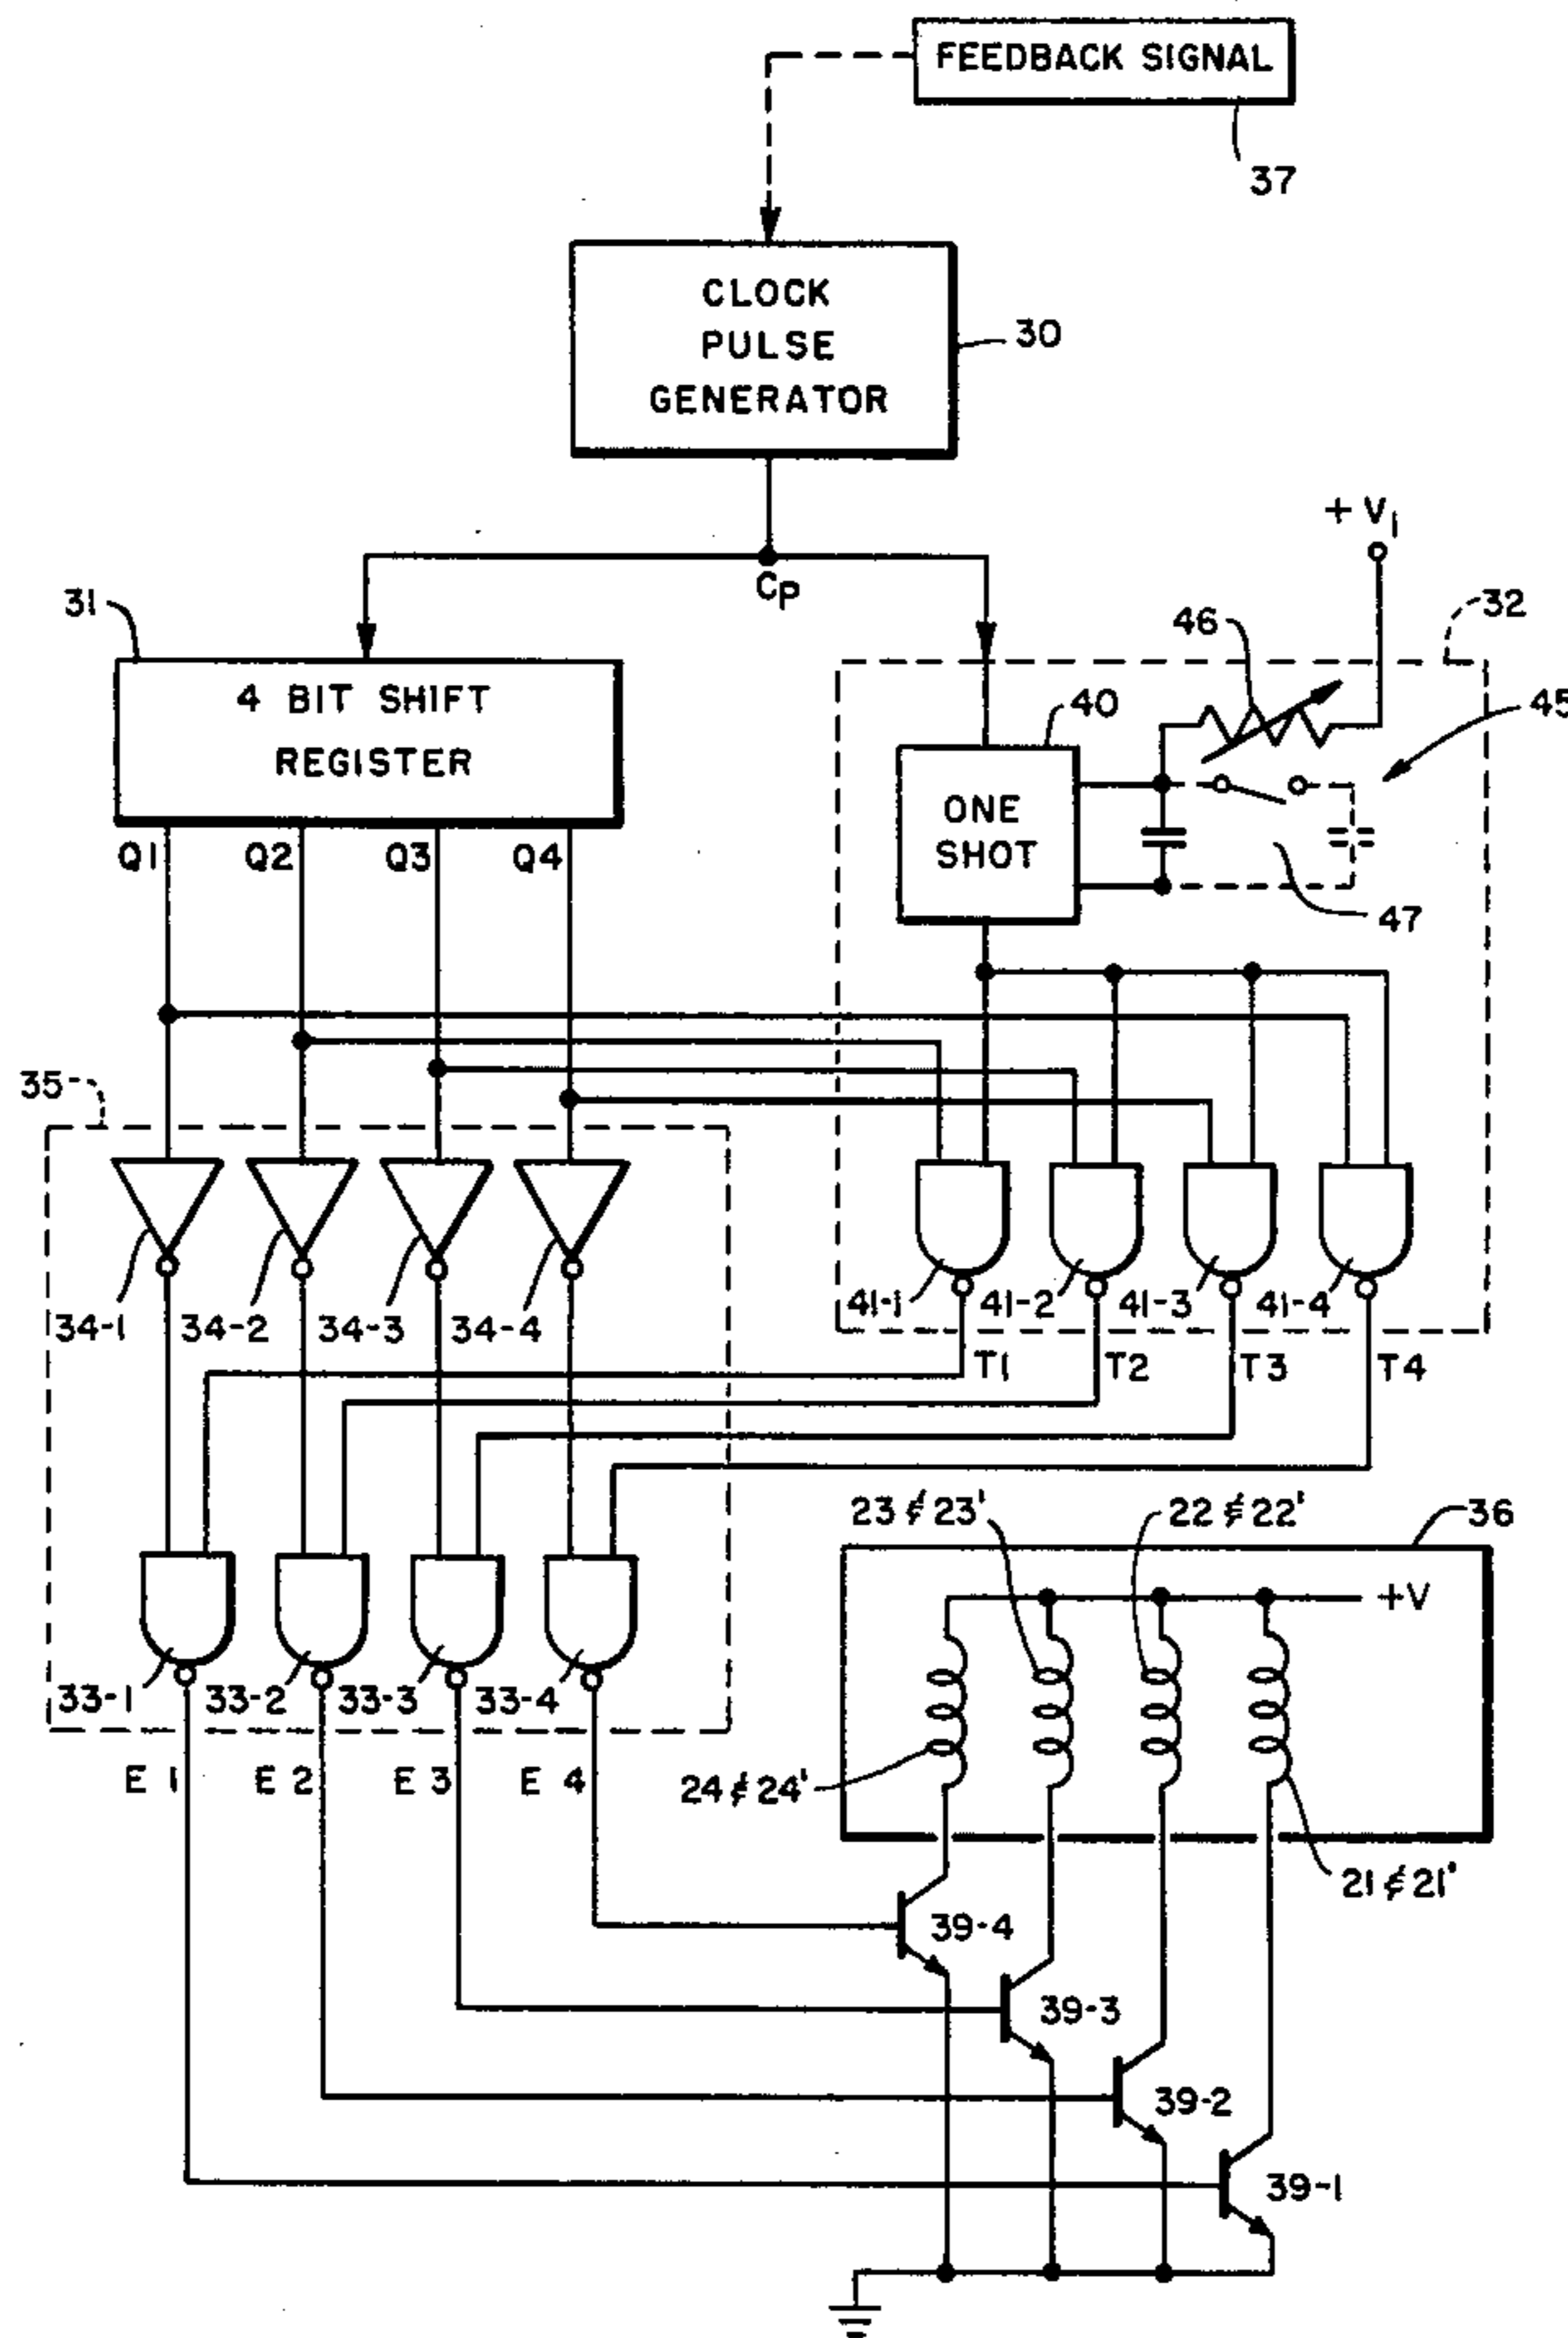 FEEDBACK SIGNAL
37
CLOCK
PULSE
GENERATOR
30
+ V1
CP
31
32
46
4 BIT SHIFT
REGISTER
40
45
ONE
SHOT
Q1 Q2 Q3 Q4
47
35
34-1 34-2 34-3 34-4
41-1 41-2 41-3 41-4
T1 T2 T3 T4
23 & 23' 22 & 22' 36
+V
33-1 33-2 33-3 33-4
E 1 E 2 E 3 E 4
24 & 24'
21 & 21'
39-4
39-3
39-2
39-1